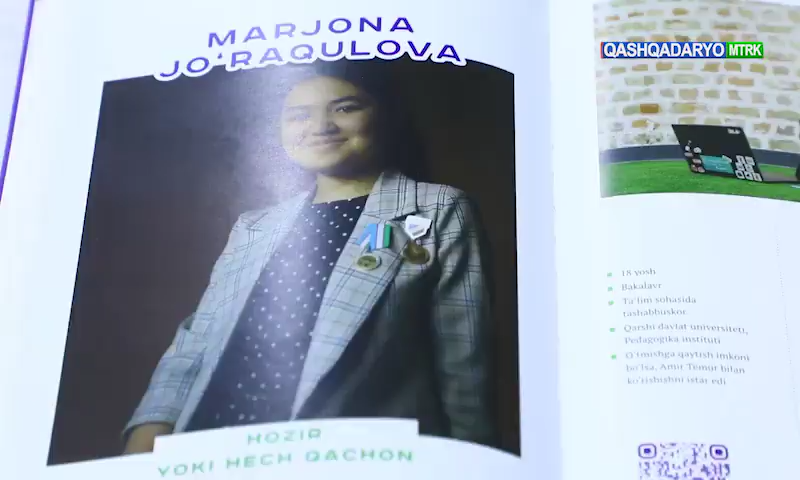 MARJONA
JO'RAQULOVA
HOZIR
YOKI HECH QACHON
QASHQADARYO MTRK
18 yosh
Bakalavr
Ta'lim sohasida
tashabbuskor
Qarshi davlat universiteti,
Pedagogika instituti
O'tmishga qaytish imkoni
bo'lsa, Amir Temur bilan
ko'rishishni istar edi